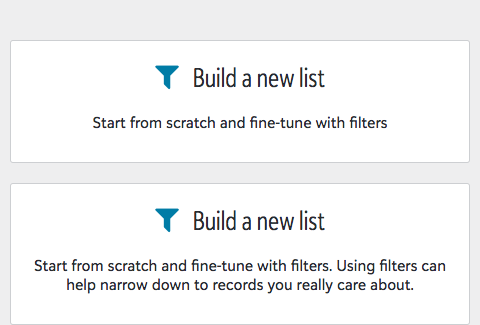 Build a new list
Start from scratch and fine-tune with filters
Build a new list
Start from scratch and fine-tune with filters. Using filters can
help narrow down to records you really care about.